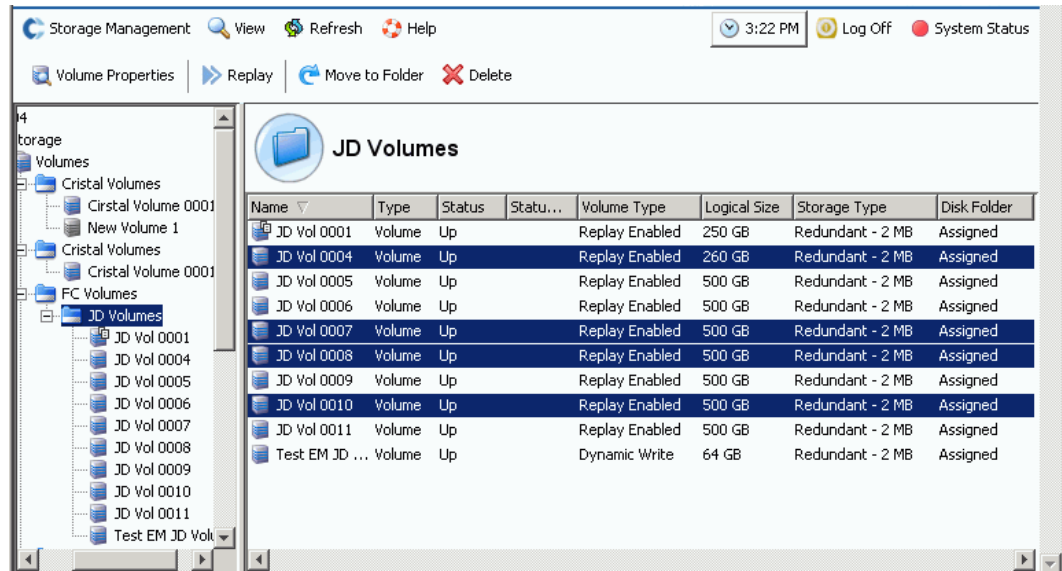 Storage Management View Refresh Help 3:22 PM Log Off System Status
Volume Properties Replay Move to Folder Delete
torage
Volumes
Cristal Volumes
Cirstal Volume 0001
New Volume 1
Cristal Volumes
Cristal Volume 0001
FC Volumes
JD Volumes
JD Vol 0001
JD Vol 0004
JD Vol 0005
JD Vol 0006
JD Vol 0007
JD Vol 0008
JD Vol 0009
JD Vol 0010
JD Vol 0011
Test EM JD Volu
JD Volumes
Name Type Status Statu... Volume Type Logical Size Storage Type Disk Folder
JD Vol 0001 Volume Up Replay Enabled 250 GB Redundant - 2 MB Assigned
JD Vol 0004 Volume Up Replay Enabled 260 GB Redundant - 2 MB Assigned
JD Vol 0005 Volume Up Replay Enabled 500 GB Redundant - 2 MB Assigned
JD Vol 0006 Volume Up Replay Enabled 500 GB Redundant - 2 MB Assigned
JD Vol 0007 Volume Up Replay Enabled 500 GB Redundant - 2 MB Assigned
JD Vol 0008 Volume Up Replay Enabled 500 GB Redundant - 2 MB Assigned
JD Vol 0009 Volume Up Replay Enabled 500 GB Redundant - 2 MB Assigned
JD Vol 0010 Volume Up Replay Enabled 500 GB Redundant - 2 MB Assigned
JD Vol 0011 Volume Up Replay Enabled 500 GB Redundant - 2 MB Assigned
Test EM JD ... Volume Up Dynamic Write 64 GB Redundant - 2 MB Assigned